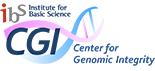 ibS Institute for
Basic Science
CGI Center for
Genomic Integrity